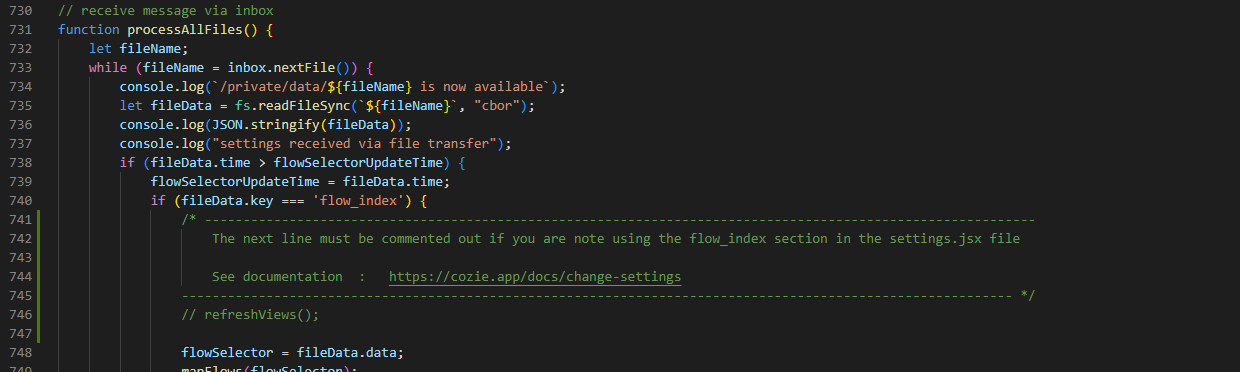 730 // receive message via inbox
731 function processAllFiles() {
732 let fileName;
733 while (fileName = inbox.nextFile()) {
734 console.log(`/private/data/${fileName} is now available`);
735 let fileData = fs.readFileSync(`${fileName}`, "cbor");
736 console.log(JSON.stringify(fileData));
737 console.log("settings received via file transfer");
738 if (fileData.time > flowSelectorUpdateTime) {
739 flowSelectorUpdateTime = fileData.time;
740 if (fileData.key === 'flow_index') {
741 /* ------------------------------------------------------------------------------------------------------------
742 The next line must be commented out if you are note using the flow_index section in the settings.jsx file
743
744 See documentation : https://cozie.app/docs/change-settings
745 ------------------------------------------------------------------------------------------------------------ */
746 // refreshViews();
747
748 flowSelector = fileData.data;
749 mapFlows(flowSelector);